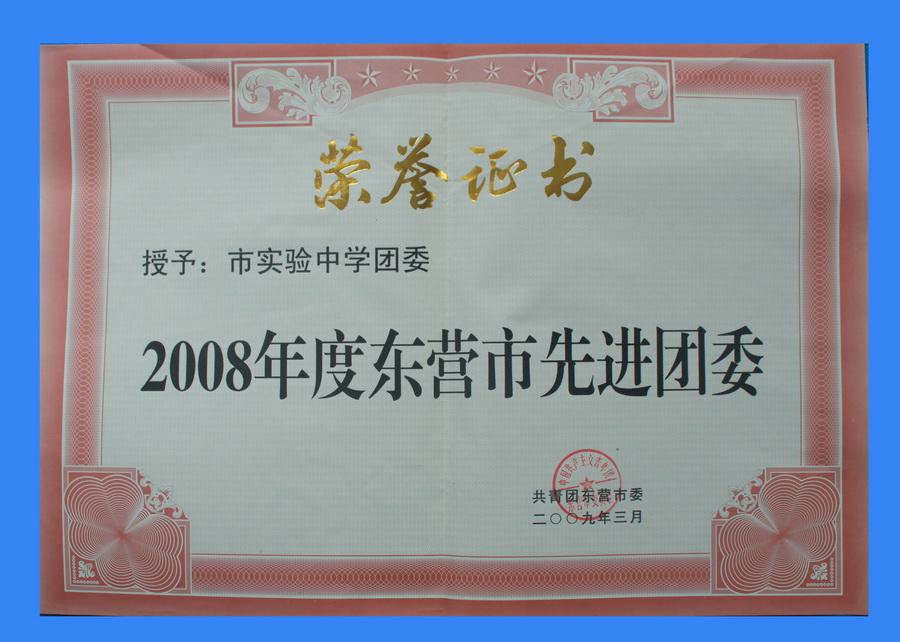 荣誉证书
授予：市实验中学团委
2008年度东营市先进团委
共青团东营市委
二〇〇九年三月